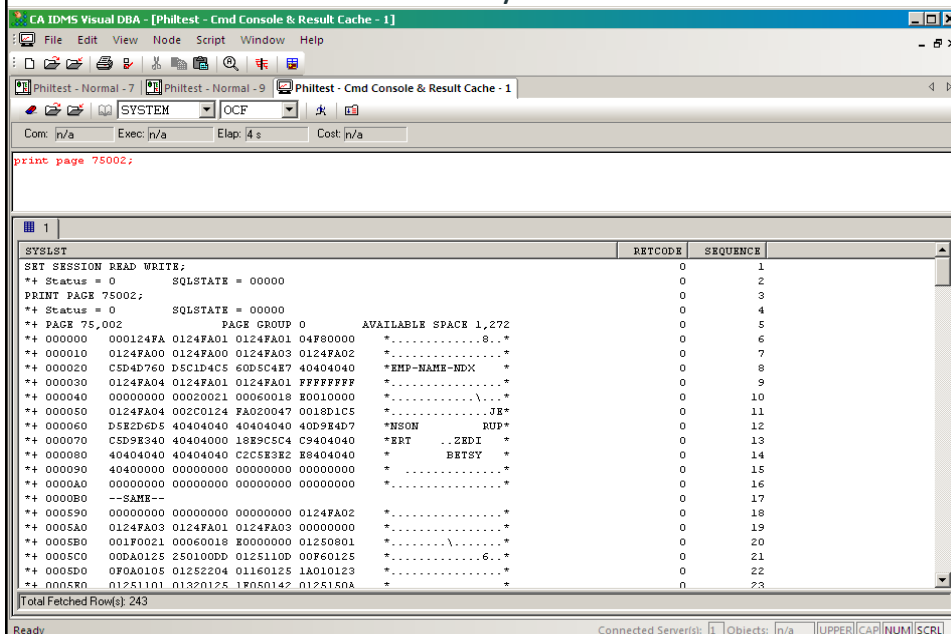 CA IDMS Visual DBA - [Philtest - Cmd Console & Result Cache - 1]
File Edit View Node Script Window Help
Philtest - Normal - 7 Philtest - Normal - 9 Philtest - Cmd Console & Result Cache - 1
SYSTEM OCF
Com: n/a Exec: n/a Elap: 4 s Cost: n/a
print page 75002;
1
SYSLST RETCODE SEQUENCE
SET SESSION READ WRITE; 0 1
*+ Status = 0 SQLSTATE = 00000 0 2
PRINT PAGE 75002; 0 3
*+ Status = 0 SQLSTATE = 00000 0 4
*+ PAGE 75,002 PAGE GROUP 0 AVAILABLE SPACE 1,272 0 5
*+ 000000 000124FA 0124FA01 0124FA01 04F80000 *.............8..* 0 6
*+ 000010 0124FA00 0124FA00 0124FA03 0124FA02 *................* 0 7
*+ 000020 C5D4D760 D5C1D4C5 60D5C4E7 40404040 *EMP-NAME-NDX    * 0 8
*+ 000030 0124FA04 0124FA01 0124FA01 FFFFFFFF *................* 0 9
*+ 000040 00000000 00020021 00060018 E0010000 *............\...* 0 10
*+ 000050 0124FA04 002C0124 FA020047 0018D1C5 *..............JE* 0 11
*+ 000060 D5E2D6D5 40404040 40404040 40D9E4D7 *NSON         RUP* 0 12
*+ 000070 C5D9E340 40404000 18E9C5C4 C9404040 *ERT    ..ZEDI   * 0 13
*+ 000080 40404040 40404040 C2C5E3E2 E8404040 *        BETSY   * 0 14
*+ 000090 40400000 00000000 00000000 00000000 *  ..............* 0 15
*+ 0000A0 00000000 00000000 00000000 00000000 *................* 0 16
*+ 0000B0 --SAME-- 0 17
*+ 000590 00000000 00000000 00000000 0124FA02 *................* 0 18
*+ 0005A0 0124FA03 0124FA01 0124FA03 00000000 *................* 0 19
*+ 0005B0 001F0021 00060018 E0000000 01250801 *........\.......* 0 20
*+ 0005C0 00DA0125 250100DD 0125110D 00F60125 *.............6..* 0 21
*+ 0005D0 0F0A0105 01252204 01160125 1A010123 *................* 0 22
*+ 0005E0 01251101 01320125 1F050142 0125150A * * 0 23
Total Fetched Row(s): 243
Ready Connected Server(s): 1 Objects: n/a UPPER CAP NUM SCRL